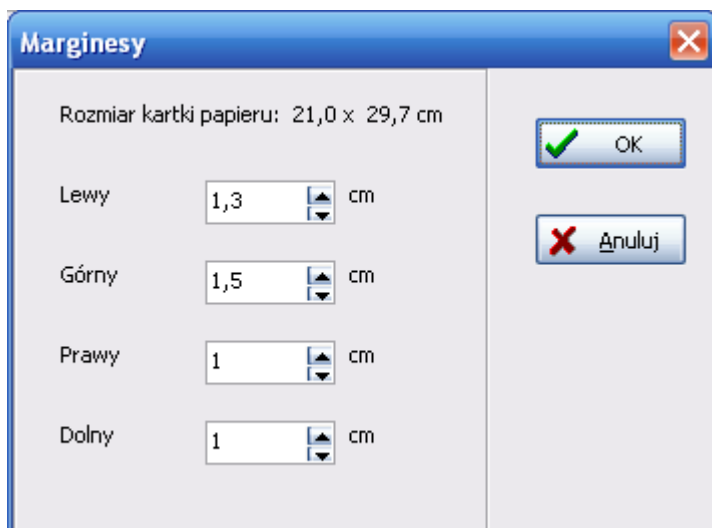 Marginesy
Rozmiar kartki papieru: 21,0 x 29,7 cm
OK
Lewy 1,3 cm
Anuluj
Górny 1,5 cm
Prawy 1 cm
Dolny 1 cm